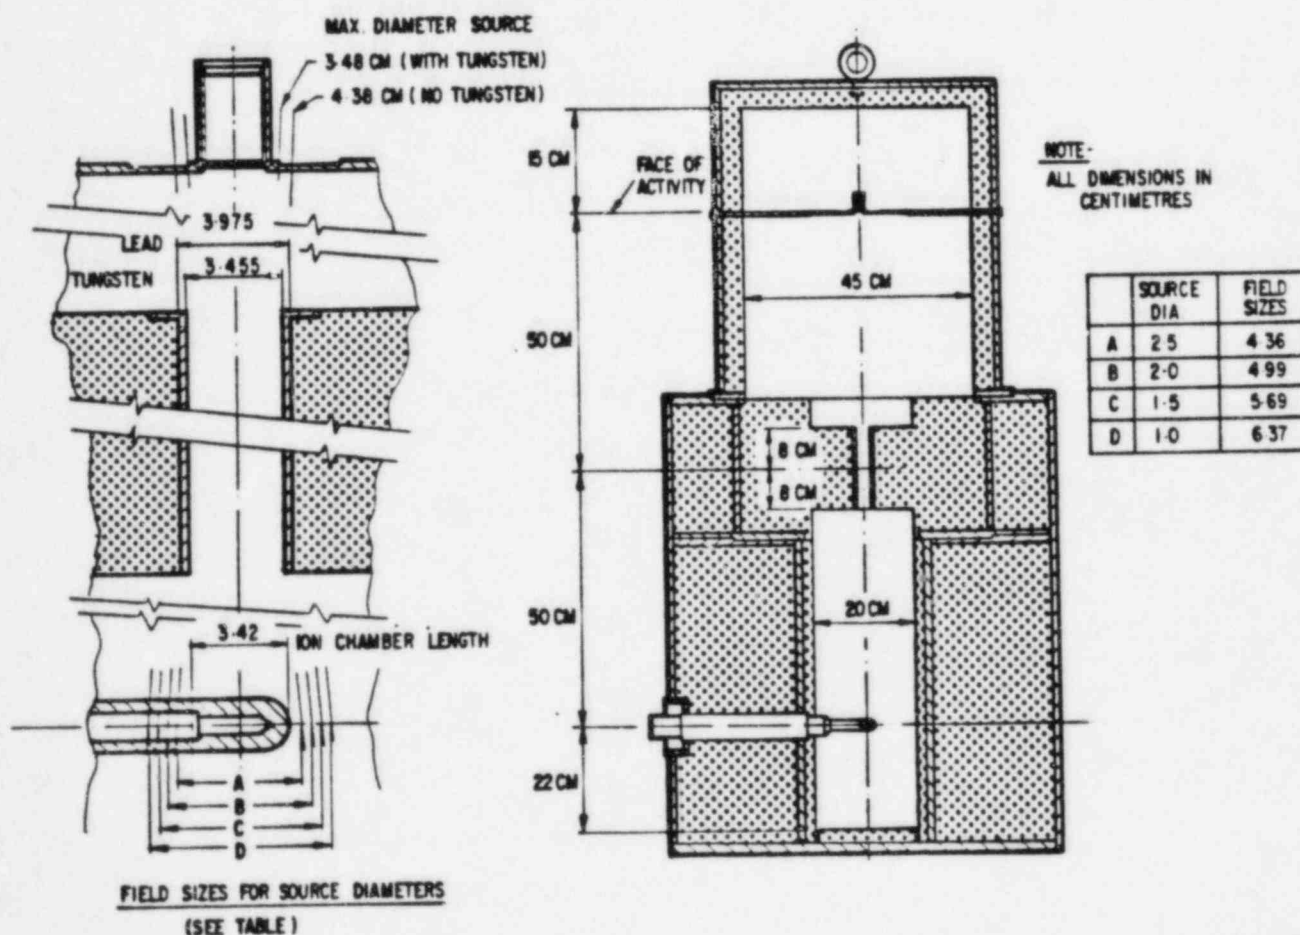 MAX. DIAMETER SOURCE
3·48 CM (WITH TUNGSTEN)
4·38 CM (NO TUNGSTEN)
3·975
LEAD
3·455
TUNGSTEN
3·42
ION CHAMBER LENGTH
A
B
C
D
FIELD SIZES FOR SOURCE DIAMETERS
(SEE TABLE)
15 CM
FACE OF
ACTIVITY
45 CM
50 CM
8 CM
8 CM
50 CM
20 CM
22 CM
NOTE-
ALL DIMENSIONS IN
CENTIMETRES
SOURCE DIA FIELD SIZES
A 2·5 4·36
B 2·0 4·99
C 1·5 5·69
D 1·0 6·37